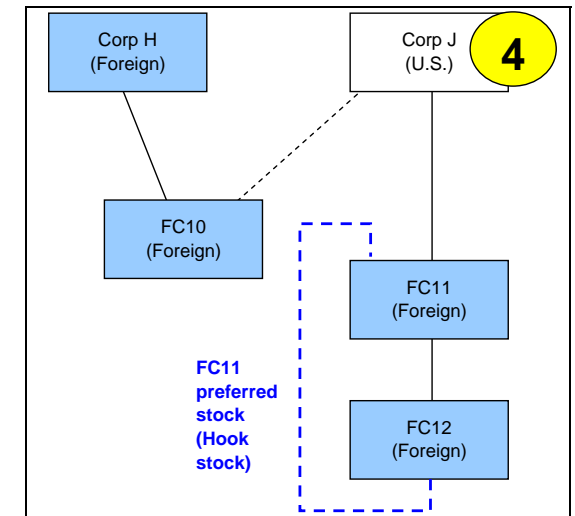 Corp H
(Foreign)
Corp J
(U.S.)
4
FC10
(Foreign)
FC11
(Foreign)
FC11
preferred
stock
(Hook
stock)
FC12
(Foreign)